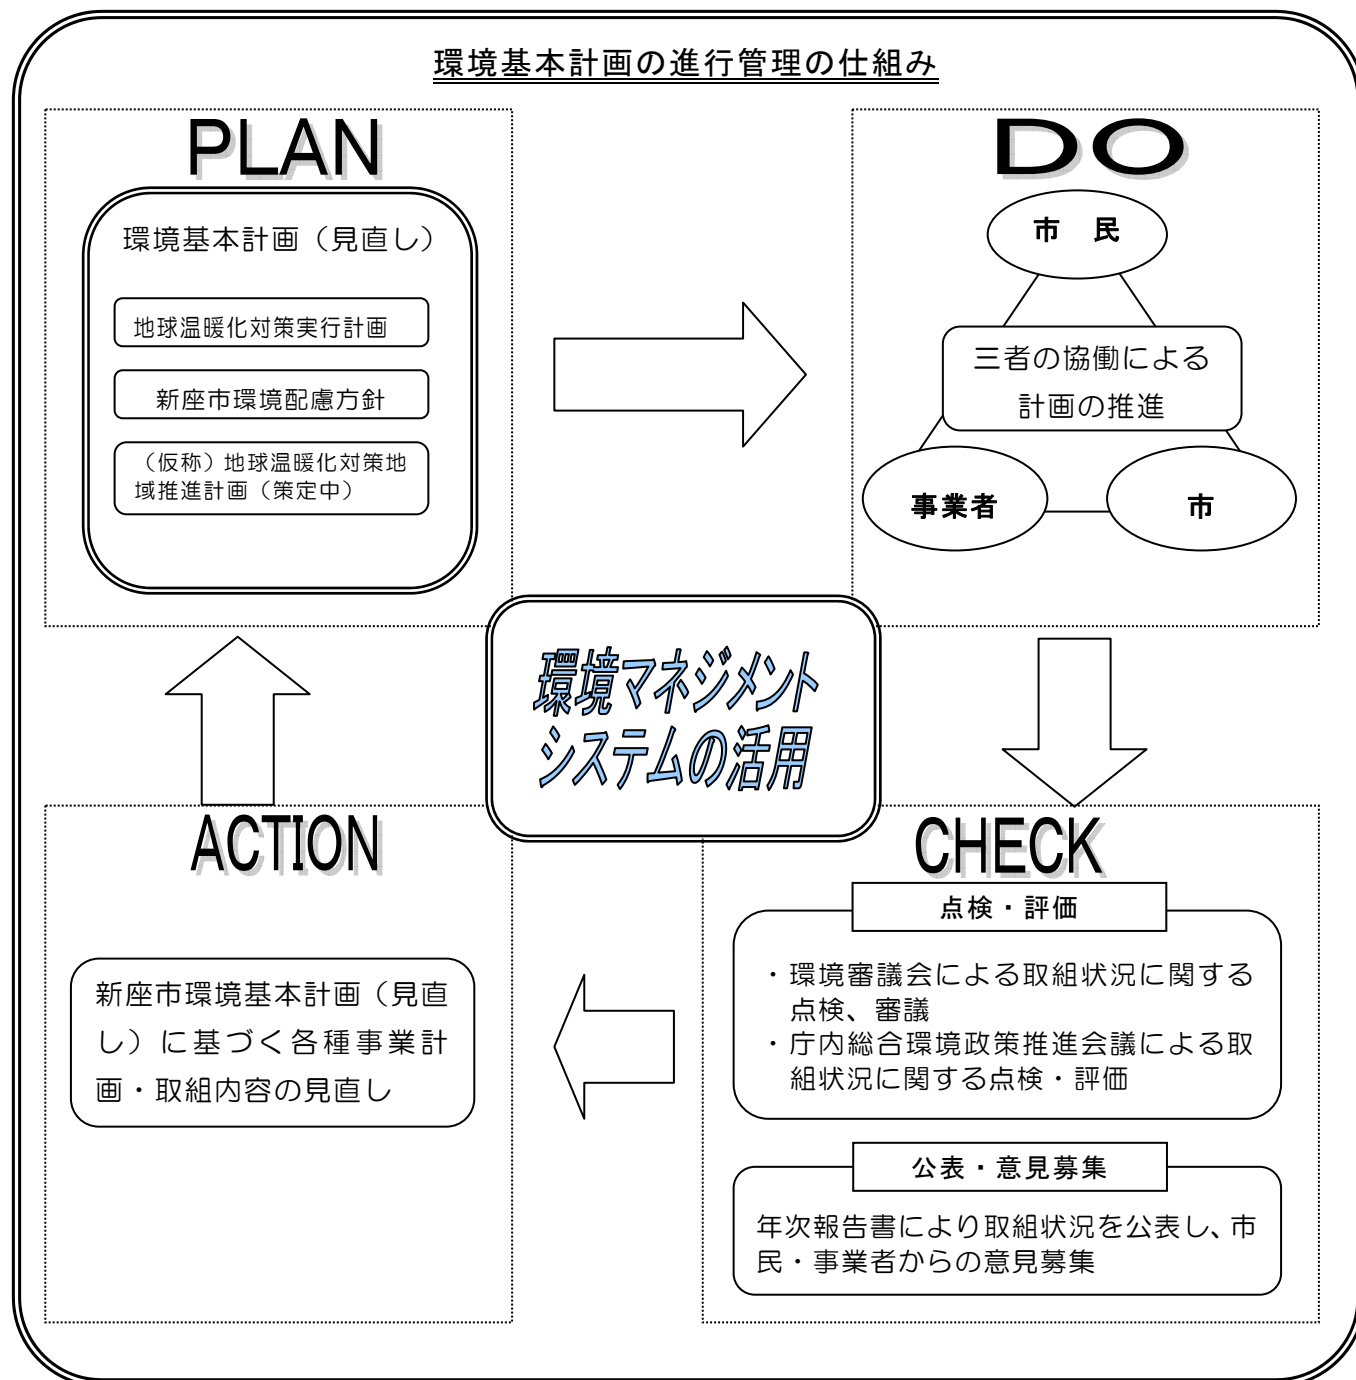 環境基本計画の進行管理の仕組み
PLAN
環境基本計画（見直し）
地球温暖化対策実行計画
新座市環境配慮方針
（仮称）地球温暖化対策地
域推進計画（策定中）
DO
市　民
三者の協働による
計画の推進
事業者
市
環境マネジメント
システムの活用
ACTION
新座市環境基本計画（見直
し）に基づく各種事業計
画・取組内容の見直し
CHECK
点検・評価
・環境審議会による取組状況に関する
点検、審議
・庁内総合環境政策推進会議による取
組状況に関する点検・評価
公表・意見募集
年次報告書により取組状況を公表し、市
民・事業者からの意見募集